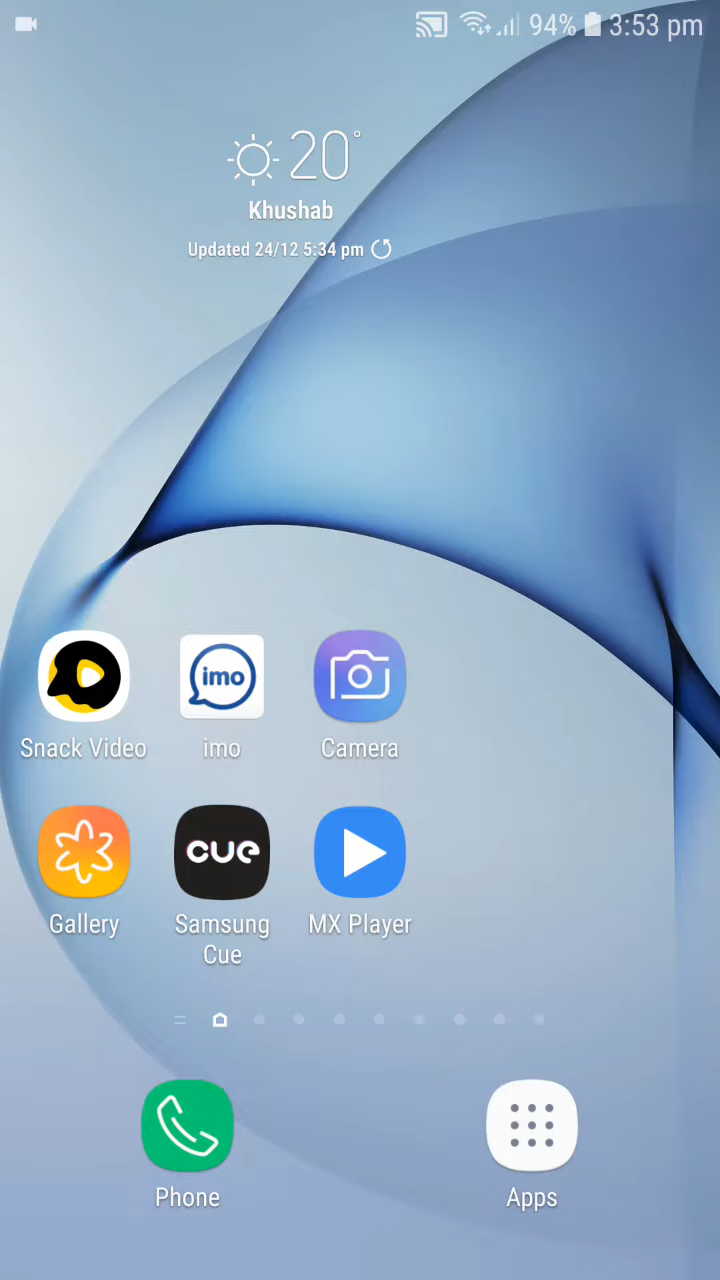 94% 3:53 pm
20°
Khushab
Updated 24/12 5:34 pm
imo
Snack Video imo Camera
cue
Gallery Samsung Cue MX Player
Phone Apps